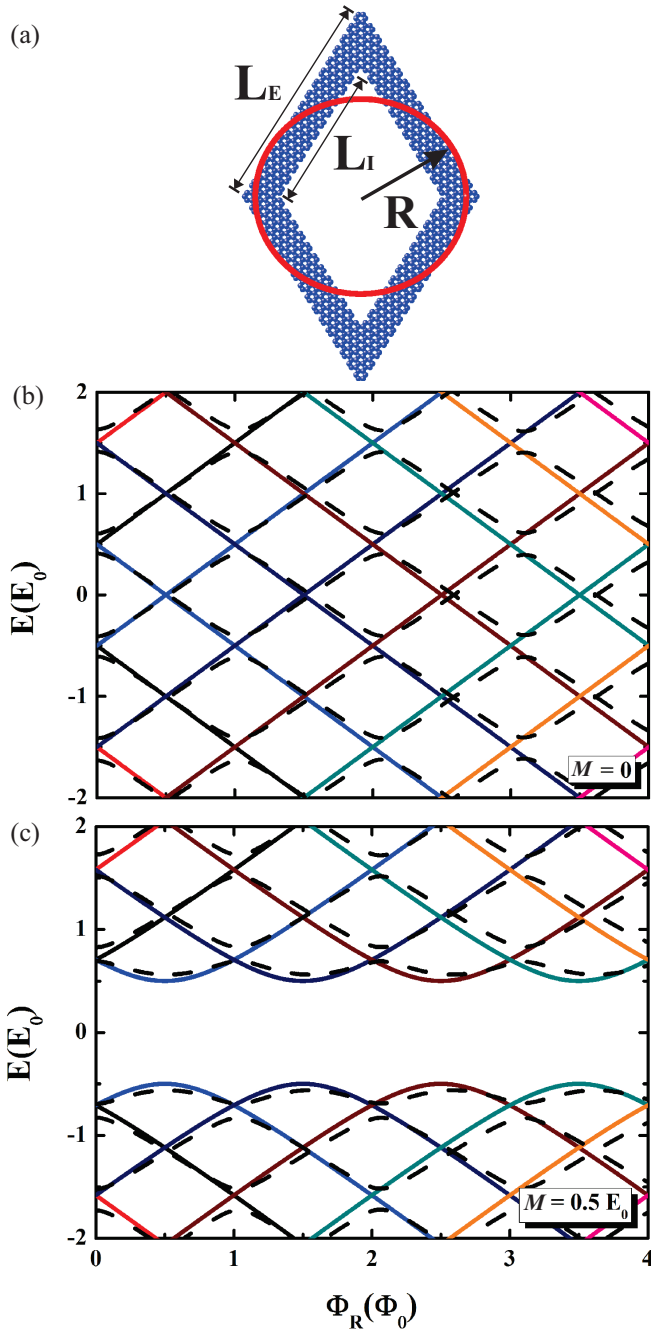 (a)
L_E
L_I
R
(b)
2
1
0
-1
-2
E(E_0)
M = 0
(c)
2
1
0
-1
-2
E(E_0)
M = 0.5 E_0
0 1 2 3 4
Φ_R(Φ_0)